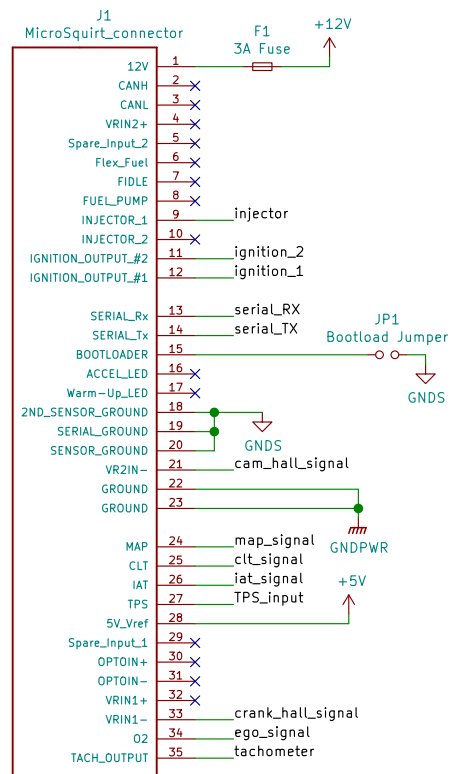 J1
MicroSquirt_connector
F1
3A Fuse
+12V
12V 1
CANH 2
CANL 3
VRIN2+ 4
Spare_Input_2 5
Flex_Fuel 6
FIDLE 7
FUEL_PUMP 8
INJECTOR_1 9 injector
INJECTOR_2 10
IGNITION_OUTPUT_#2 11 ignition_2
IGNITION_OUTPUT_#1 12 ignition_1
SERIAL_Rx 13 serial_RX
SERIAL_Tx 14 serial_TX
JP1
Bootload Jumper
BOOTLOADER 15
GNDS
ACCEL_LED 16
Warm-Up_LED 17
2ND_SENSOR_GROUND 18
SERIAL_GROUND 19
GNDS
SENSOR_GROUND 20
VR2IN- 21 cam_hall_signal
GROUND 22
GROUND 23
GNDPWR
MAP 24 map_signal
CLT 25 clt_signal
IAT 26 iat_signal
+5V
TPS 27 TPS_input
5V_Vref 28
Spare_Input_1 29
OPTOIN+ 30
OPTOIN- 31
VRIN1+ 32
VRIN1- 33 crank_hall_signal
O2 34 ego_signal
TACH_OUTPUT 35 tachometer